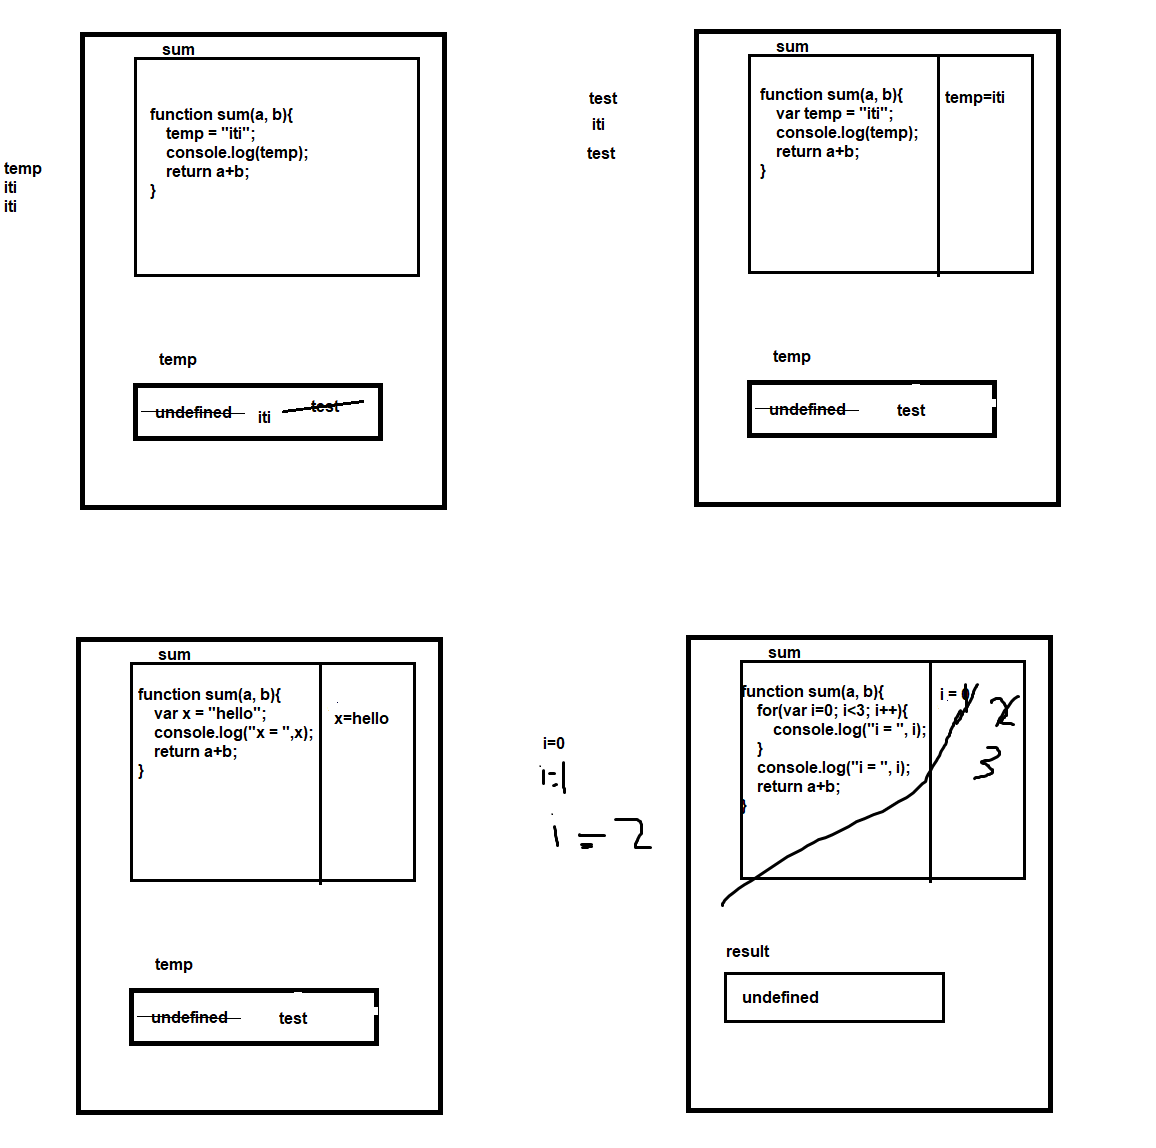 sum
function sum(a, b){
temp = "iti";
console.log(temp);
return a+b;
}
temp
iti
iti
temp
undefined iti test
sum
function sum(a, b){
var temp = "iti";
console.log(temp);
return a+b;
}
temp=iti
test
iti
test
temp
undefined test
sum
function sum(a, b){
var x = "hello";
console.log("x = ",x);
return a+b;
}
x=hello
temp
undefined test
sum
function sum(a, b){
for(var i=0; i<3; i++){
console.log("i = ", i);
}
console.log("i = ", i);
return a+b;
}
i =
2
3
i=0
i=1
i=2
result
undefined